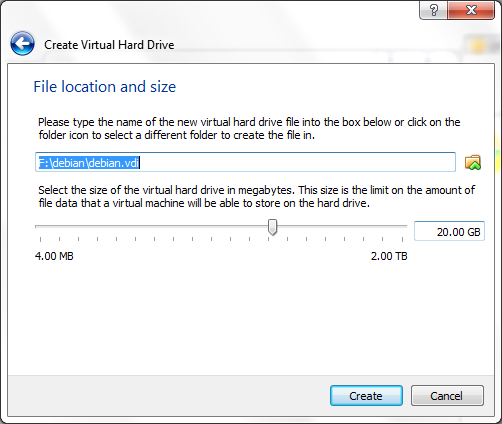 ?
Create Virtual Hard Drive
File location and size
Please type the name of the new virtual hard drive file into the box below or click on the
folder icon to select a different folder to create the file in.
F:\debian\debian.vdi
Select the size of the virtual hard drive in megabytes. This size is the limit on the amount of
file data that a virtual machine will be able to store on the hard drive.
20.00 GB
4.00 MB 2.00 TB
Create Cancel